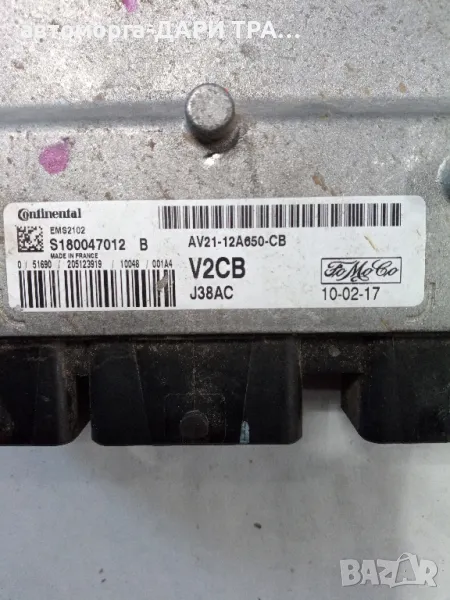 автоморга-ДАРИ ТРА...
Continental
EMS2102
S180047012 B
MADE IN FRANCE
0 / 51690 / 205123919 / 10048 / 001A4
AV21-12A650-CB
V2CB
J38AC
FoMoCo
10-02-17
BAZAR